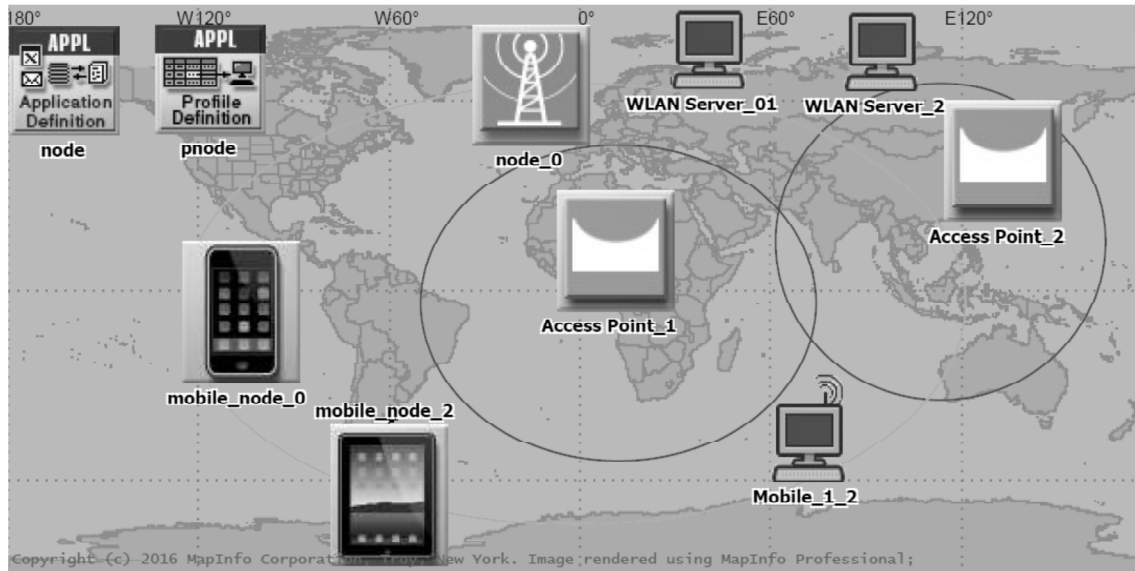 180° W120° W60° 0° E60° E120°
APPL
Application
Definition
node
APPL
Profiile
Definition
pnode
node_0
WLAN Server_01
WLAN Server_2
Access Point_2
Access Point_1
mobile_node_0
mobile_node_2
Mobile_1_2
Copyright (c) 2016 MapInfo Corporation, Troy, New York. Image rendered using MapInfo Professional;